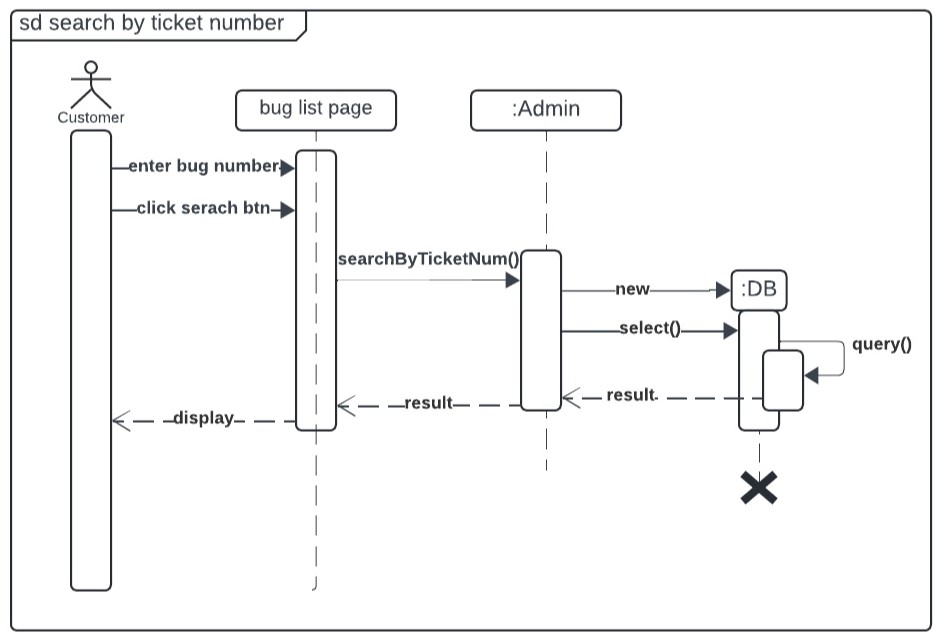 sd search by ticket number
Customer
bug list page
:Admin
enter bug number
click serach btn
searchByTicketNum()
new
:DB
select()
query()
result
result
display